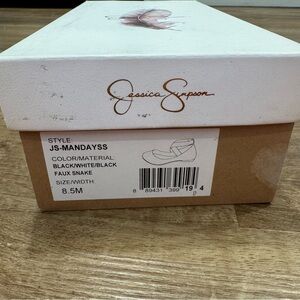 Jessica Simpson
STYLE
JS-MANDAYSS
COLOR/MATERIAL
BLACK/WHITE/BLACK
FAUX SNAKE
SIZE/WIDTH
8.5M
8 89431 399 19 4